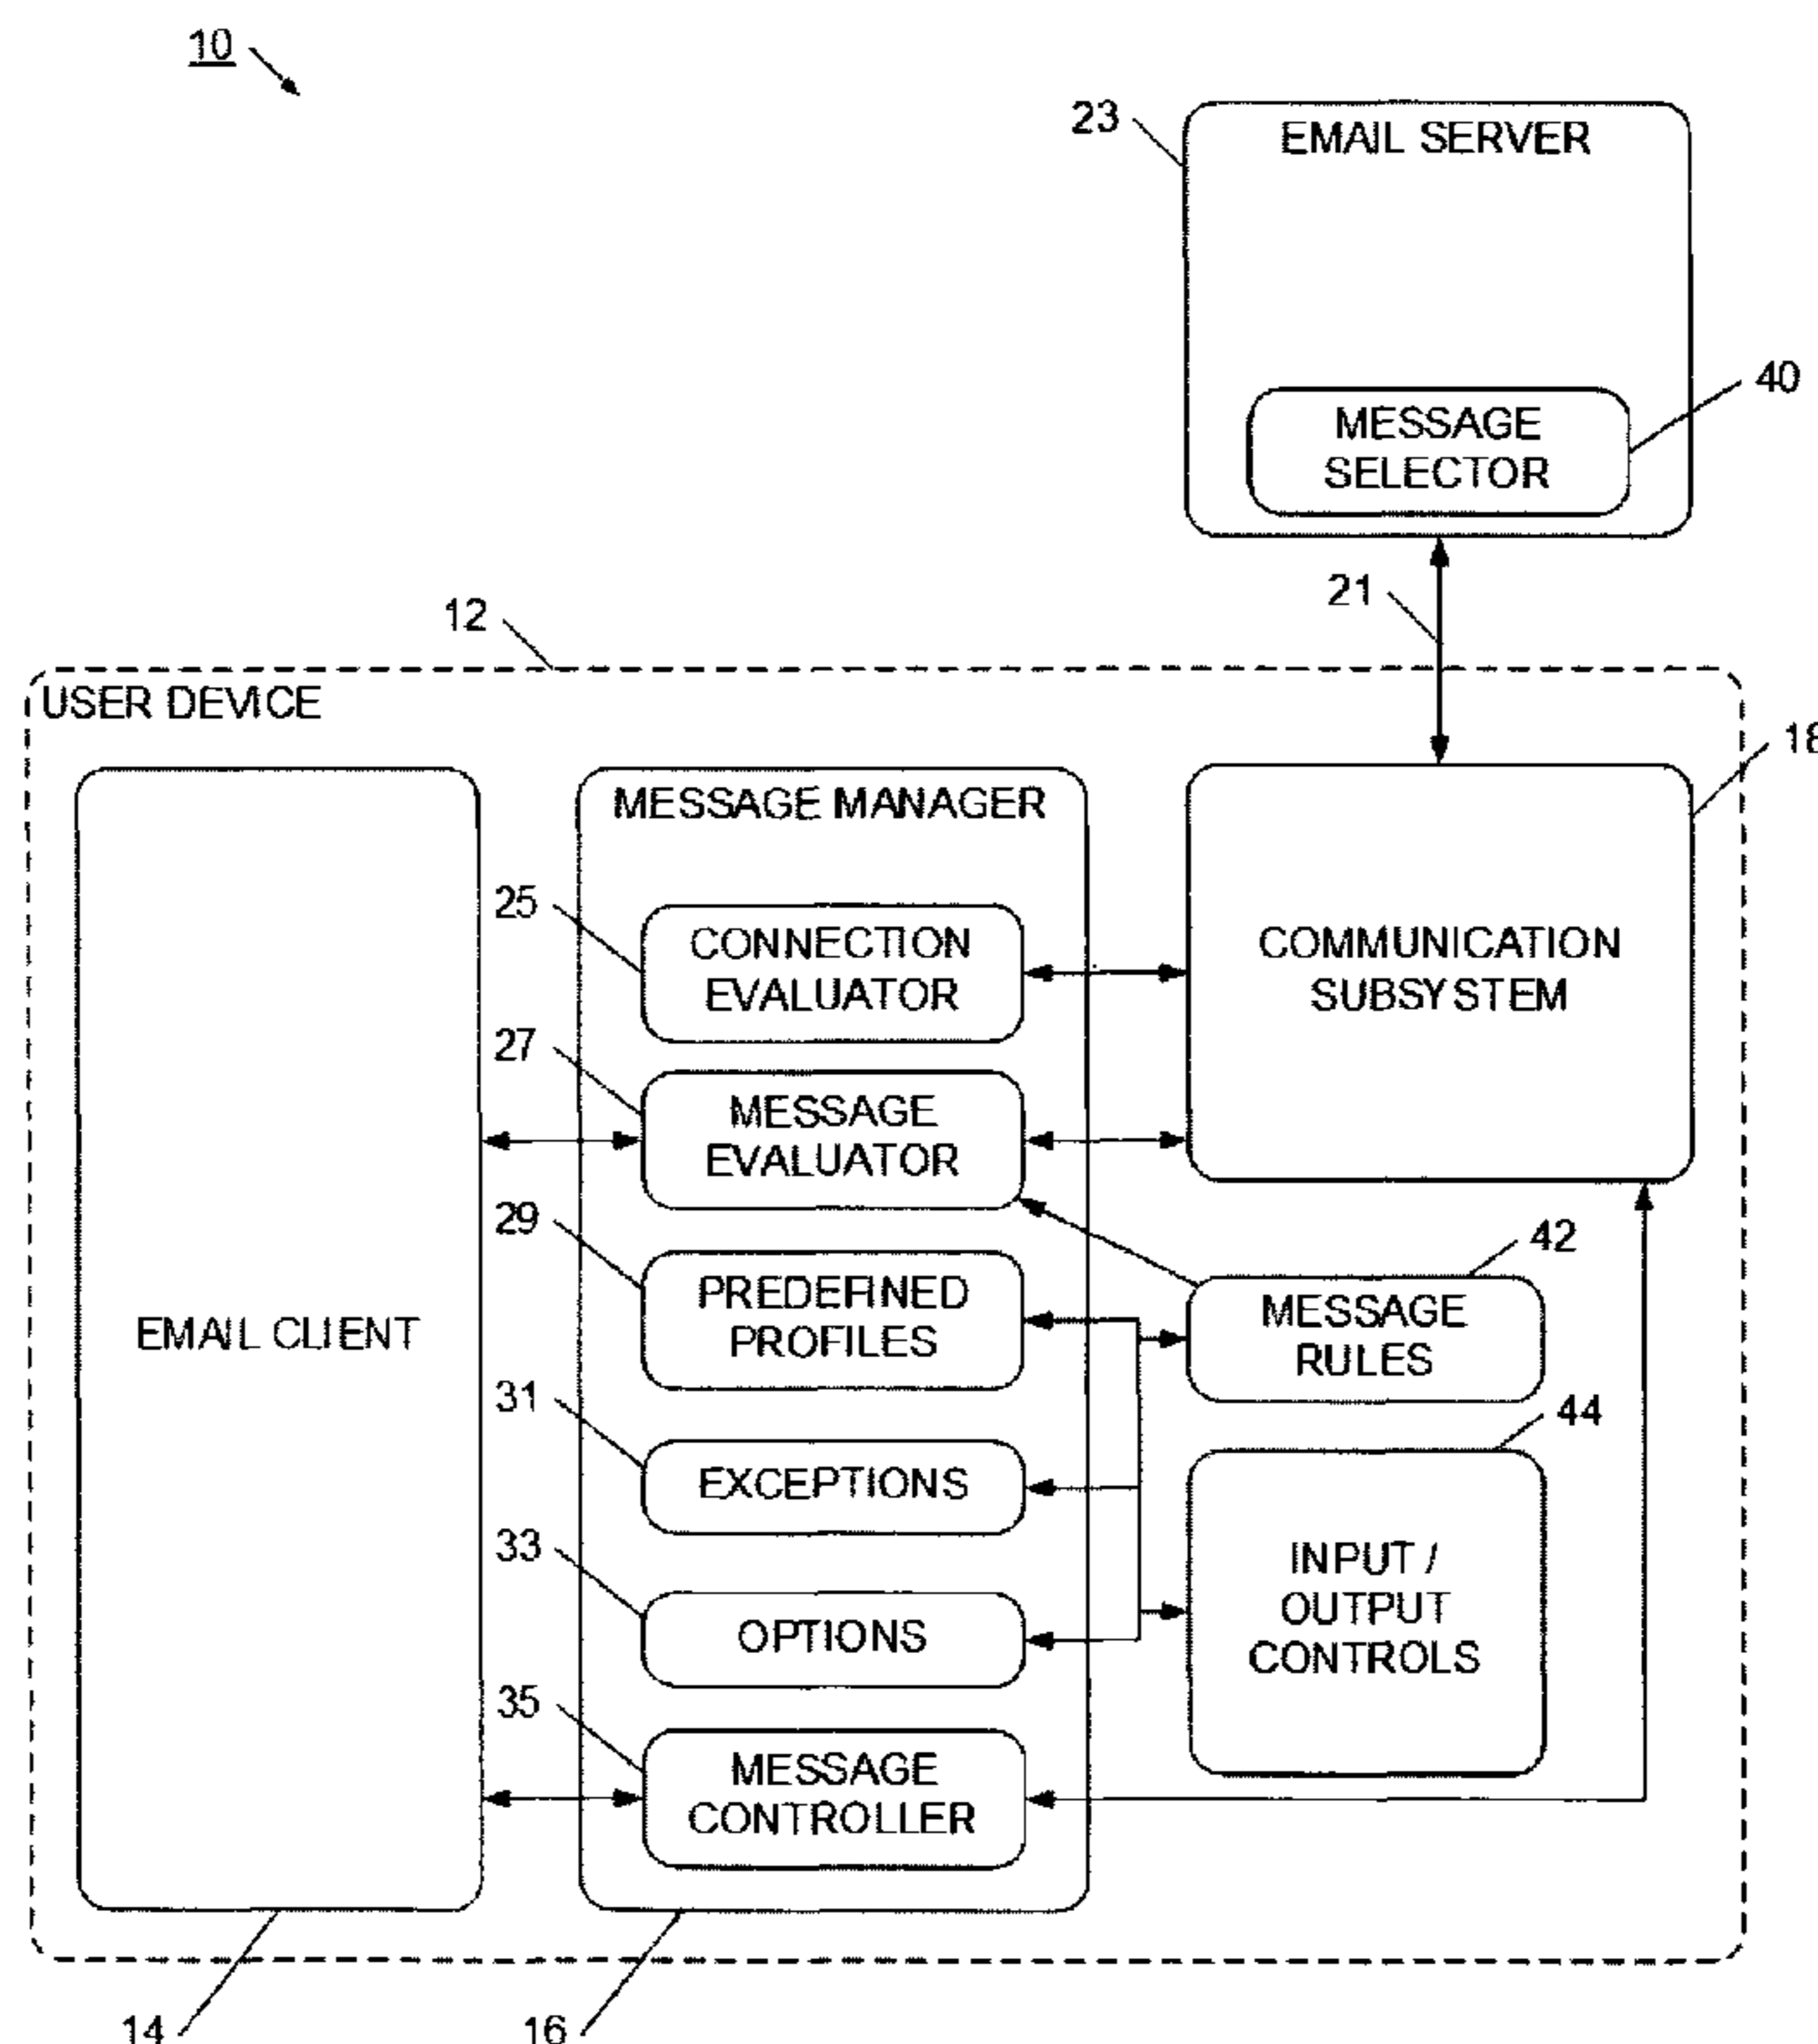 10
23
EMAIL SERVER
40
MESSAGE
SELECTOR
21
12
USER DEVICE
18
MESSAGE MANAGER
25
CONNECTION
EVALUATOR
COMMUNICATION
SUBSYSTEM
27
MESSAGE
EVALUATOR
29
PREDEFINED
PROFILES
42
MESSAGE
RULES
EMAIL CLIENT
31
EXCEPTIONS
44
INPUT /
OUTPUT
CONTROLS
33
OPTIONS
35
MESSAGE
CONTROLLER
14
16